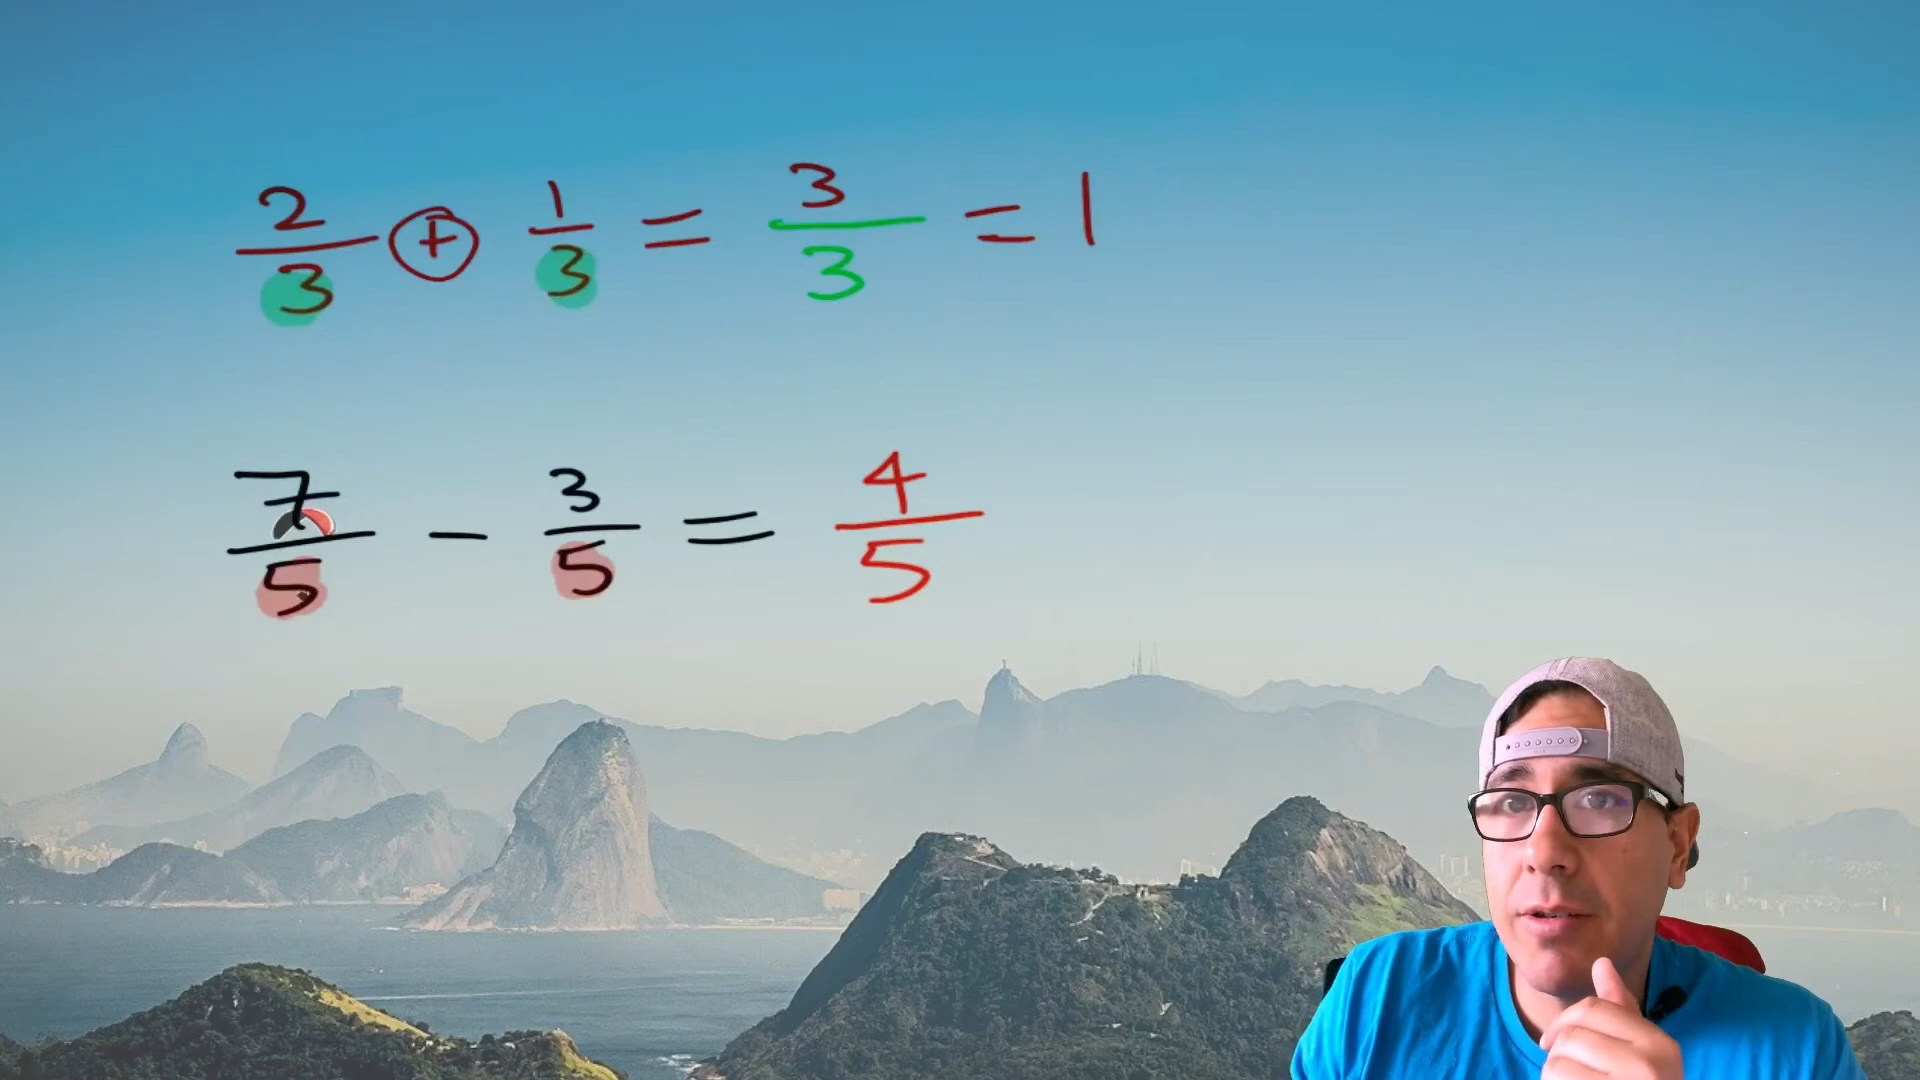 2/3 + 1/3 = 3/3 = 1
7/5 - 3/5 = 4/5